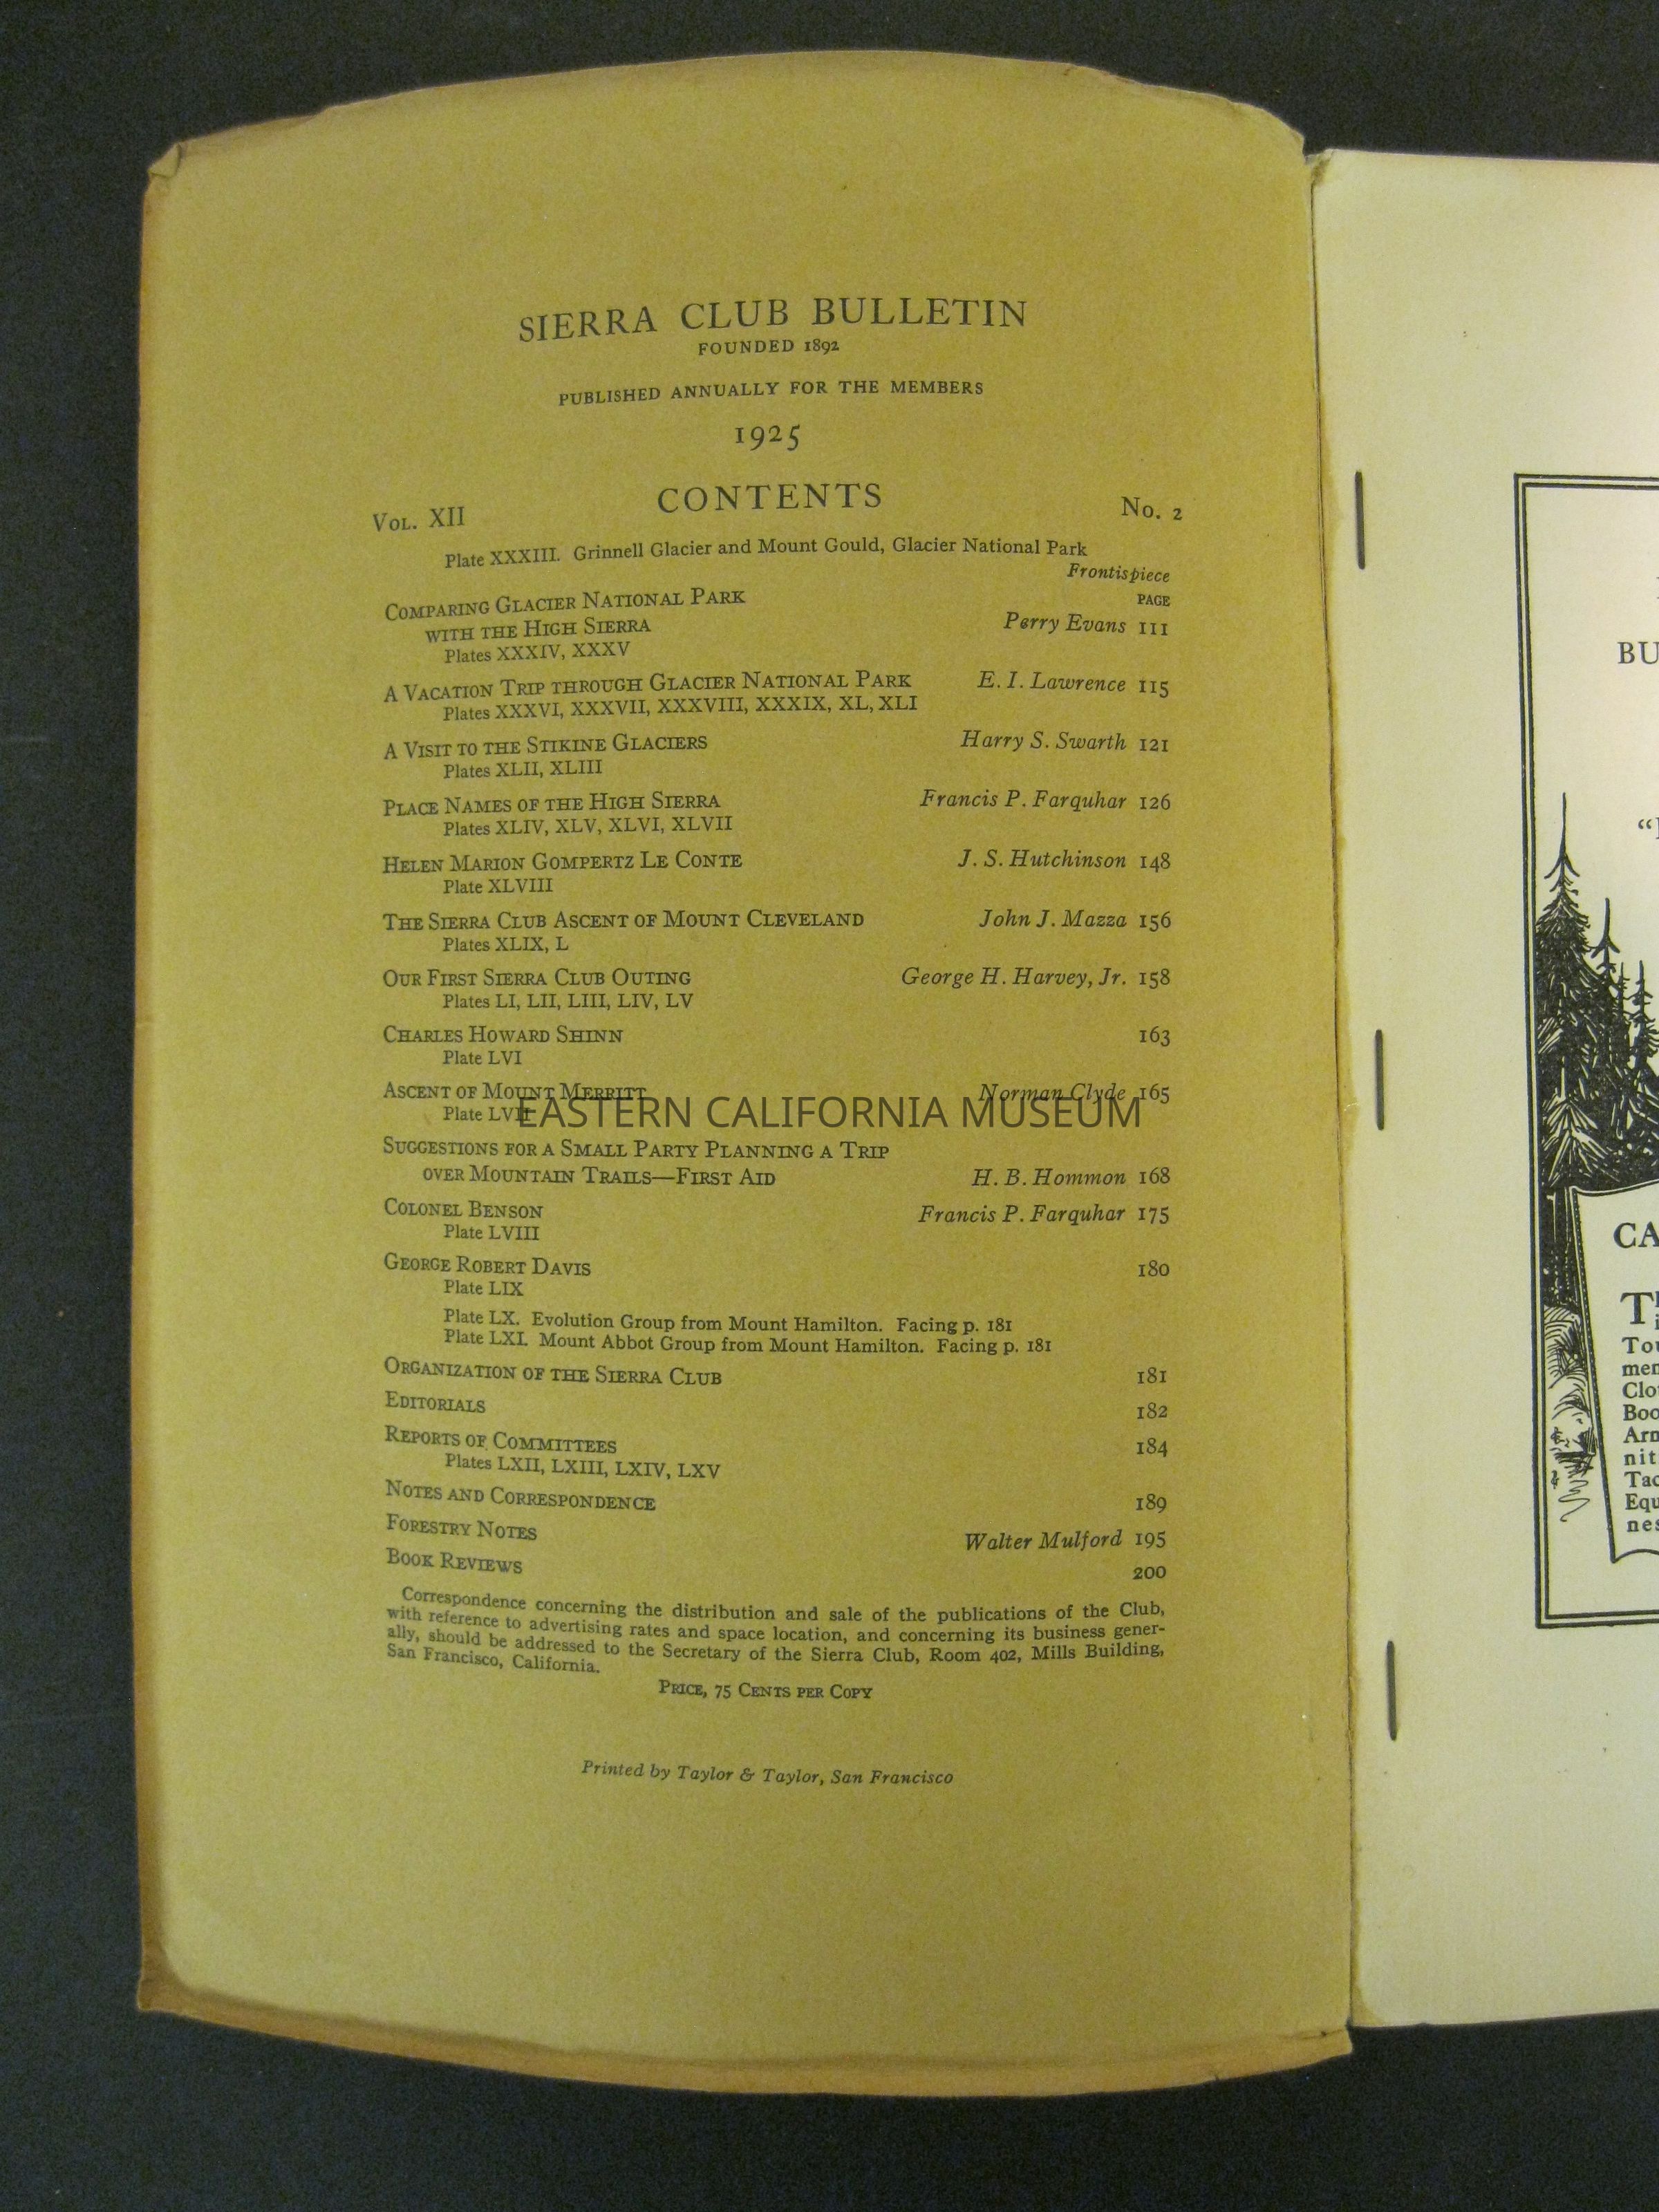 SIERRA CLUB BULLETIN
FOUNDED 1892
PUBLISHED ANNUALLY FOR THE MEMBERS
1925
CONTENTS
VOL. XII No. 2
Plate XXXIII. Grinnell Glacier and Mount Gould, Glacier National Park
Frontispiece
PAGE
COMPARING GLACIER NATIONAL PARK
WITH THE HIGH SIERRA Perry Evans 111
Plates XXXIV, XXXV
A VACATION TRIP THROUGH GLACIER NATIONAL PARK E. I. Lawrence 115
Plates XXXVI, XXXVII, XXXVIII, XXXIX, XL, XLI
A VISIT TO THE STIKINE GLACIERS Harry S. Swarth 121
Plates XLII, XLIII
PLACE NAMES OF THE HIGH SIERRA Francis P. Farquhar 126
Plates XLIV, XLV, XLVI, XLVII
HELEN MARION GOMPERTZ LE CONTE J. S. Hutchinson 148
Plate XLVIII
THE SIERRA CLUB ASCENT OF MOUNT CLEVELAND John J. Mazza 156
Plates XLIX, L
OUR FIRST SIERRA CLUB OUTING George H. Harvey, Jr. 158
Plates LI, LII, LIII, LIV, LV
CHARLES HOWARD SHINN 163
Plate LVI
ASCENT OF MOUNT MERRITT Norman Clyde 165
Plate LVII
EASTERN CALIFORNIA MUSEUM
SUGGESTIONS FOR A SMALL PARTY PLANNING A TRIP
OVER MOUNTAIN TRAILS—FIRST AID H. B. Hommon 168
COLONEL BENSON Francis P. Farquhar 175
Plate LVIII
GEORGE ROBERT DAVIS 180
Plate LIX
Plate LX. Evolution Group from Mount Hamilton. Facing p. 181
Plate LXI. Mount Abbot Group from Mount Hamilton. Facing p. 181
ORGANIZATION OF THE SIERRA CLUB 181
EDITORIALS 182
REPORTS OF COMMITTEES 184
Plates LXII, LXIII, LXIV, LXV
NOTES AND CORRESPONDENCE 189
FORESTRY NOTES Walter Mulford 195
BOOK REVIEWS 200
Correspondence concerning the distribution and sale of the publications of the Club,
with reference to advertising rates and space location, and concerning its business gener-
ally, should be addressed to the Secretary of the Sierra Club, Room 402, Mills Building,
San Francisco, California.
PRICE, 75 CENTS PER COPY
Printed by Taylor & Taylor, San Francisco